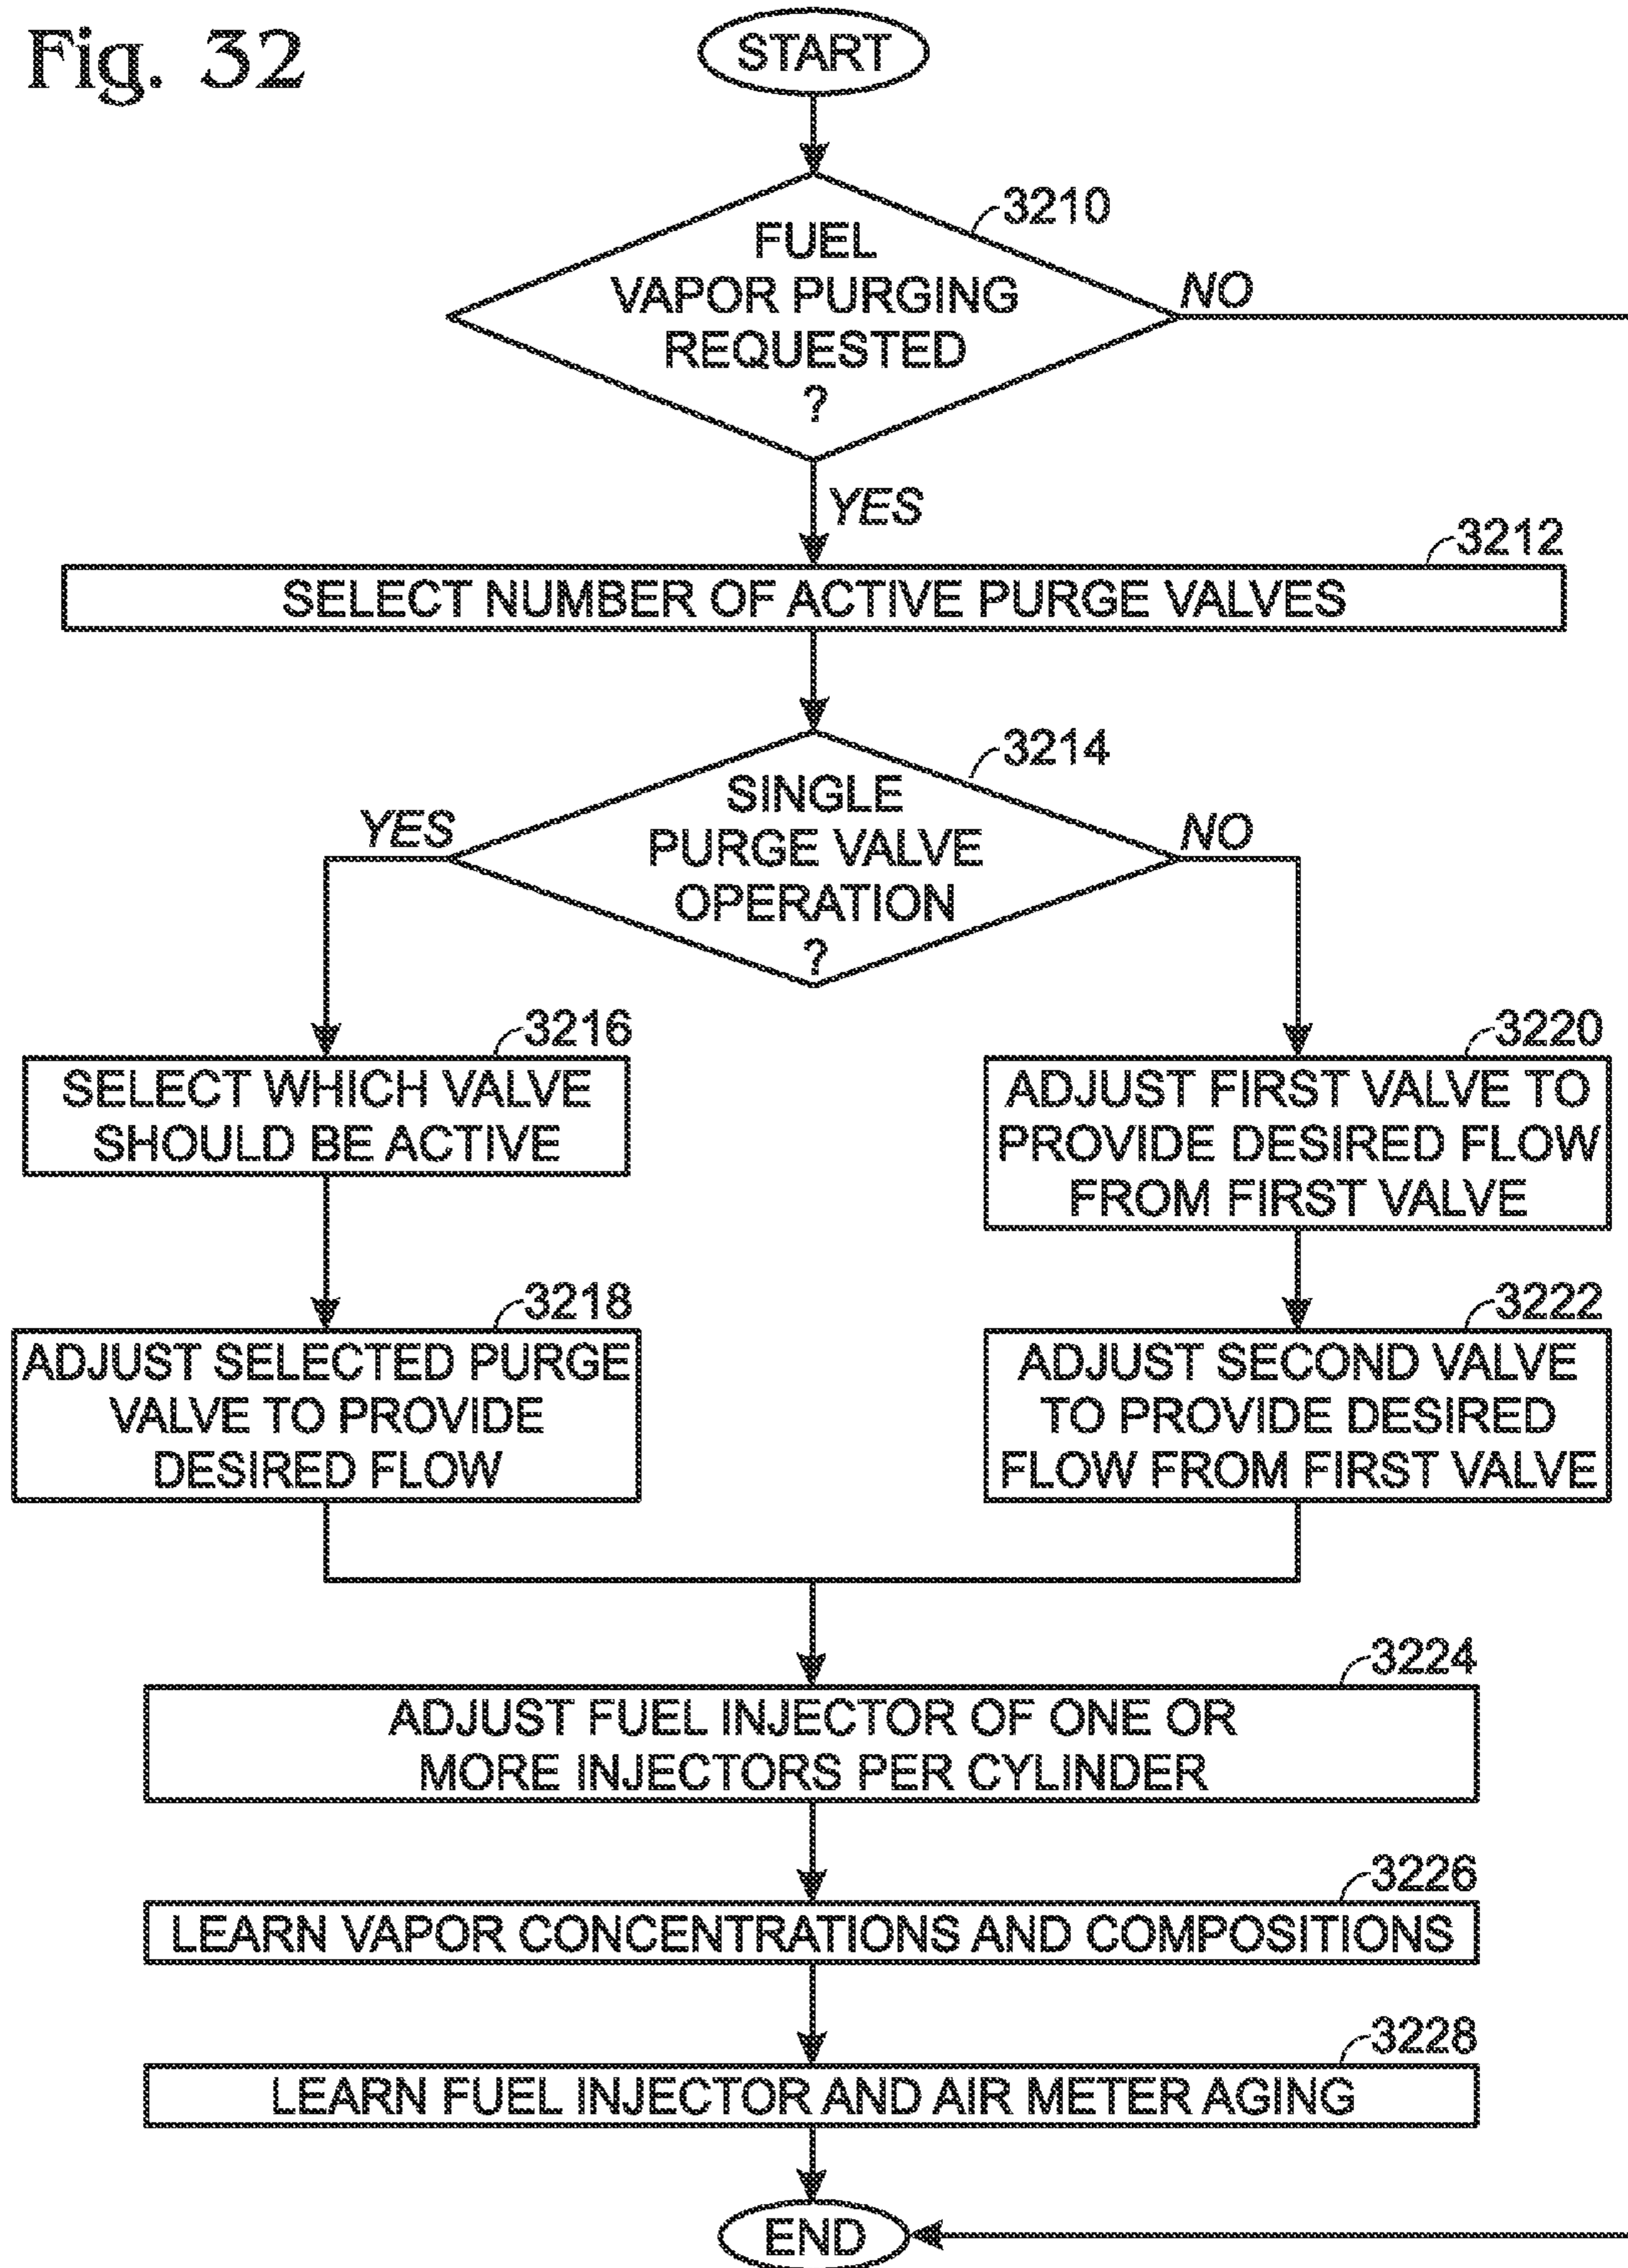 Fig. 32
START
3210
FUEL
VAPOR PURGING
REQUESTED
?
NO
YES
3212
SELECT NUMBER OF ACTIVE PURGE VALVES
3214
SINGLE
PURGE VALVE
OPERATION
?
YES
NO
3216
SELECT WHICH VALVE
SHOULD BE ACTIVE
3220
ADJUST FIRST VALVE TO
PROVIDE DESIRED FLOW
FROM FIRST VALVE
3218
ADJUST SELECTED PURGE
VALVE TO PROVIDE
DESIRED FLOW
3222
ADJUST SECOND VALVE
TO PROVIDE DESIRED
FLOW FROM FIRST VALVE
3224
ADJUST FUEL INJECTOR OF ONE OR
MORE INJECTORS PER CYLINDER
3226
LEARN VAPOR CONCENTRATIONS AND COMPOSITIONS
3228
LEARN FUEL INJECTOR AND AIR METER AGING
END